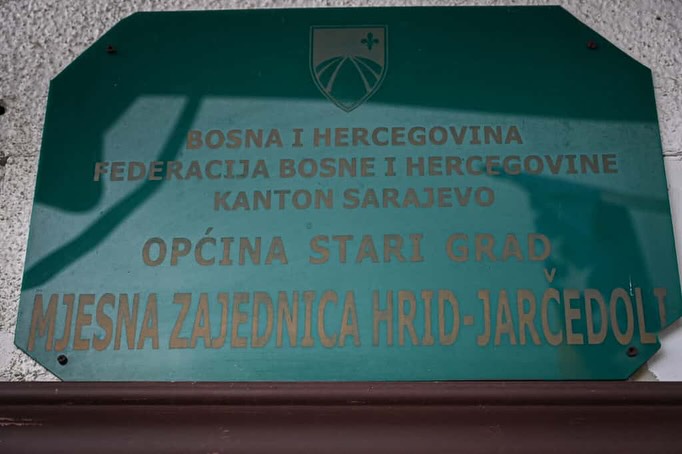 BOSNA I HERCEGOVINA
FEDERACIJA BOSNE I HERCEGOVINE
KANTON SARAJEVO
OPĆINA STARI GRAD
MJESNA ZAJEDNICA HRID-JARČEDOLI